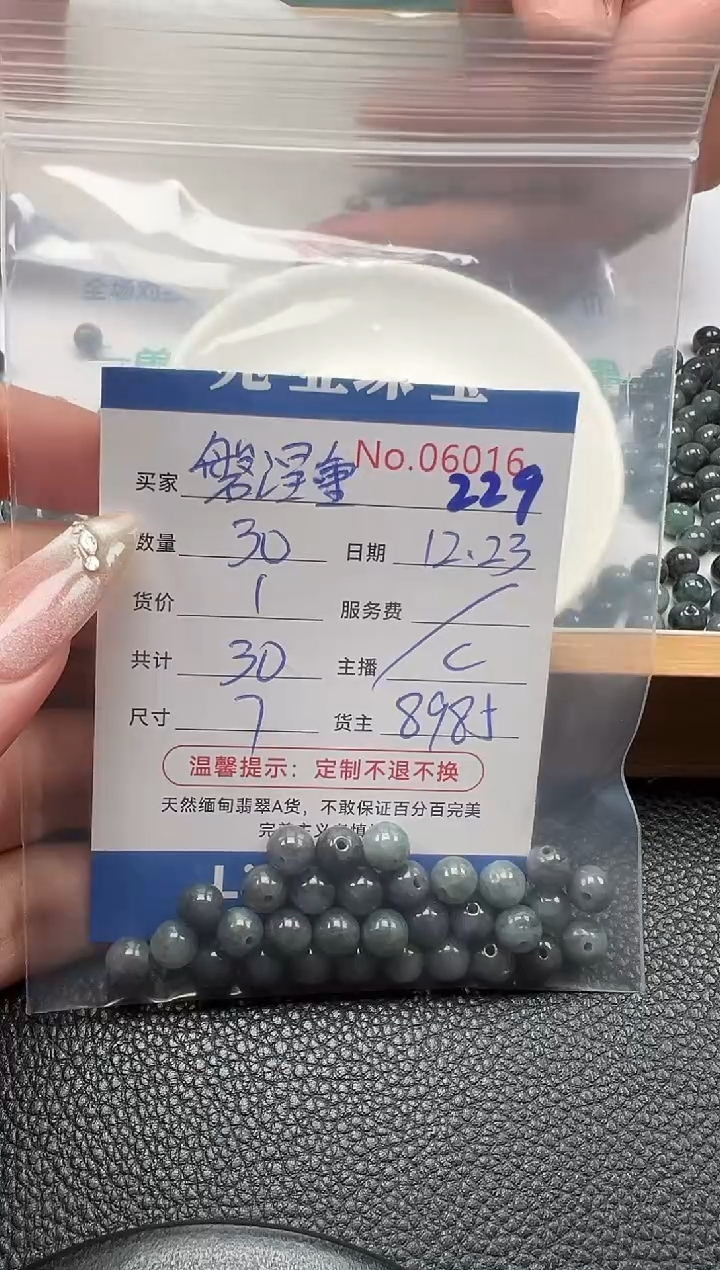 No.06016
买家 磐涅重 229
数量 30 日期 12.23
货价 1 服务费 /
共计 30 主播 C
尺寸 7 货主 8985
温馨提示：定制不退不换
天然缅甸翡翠A货，不敢保证百分百完美